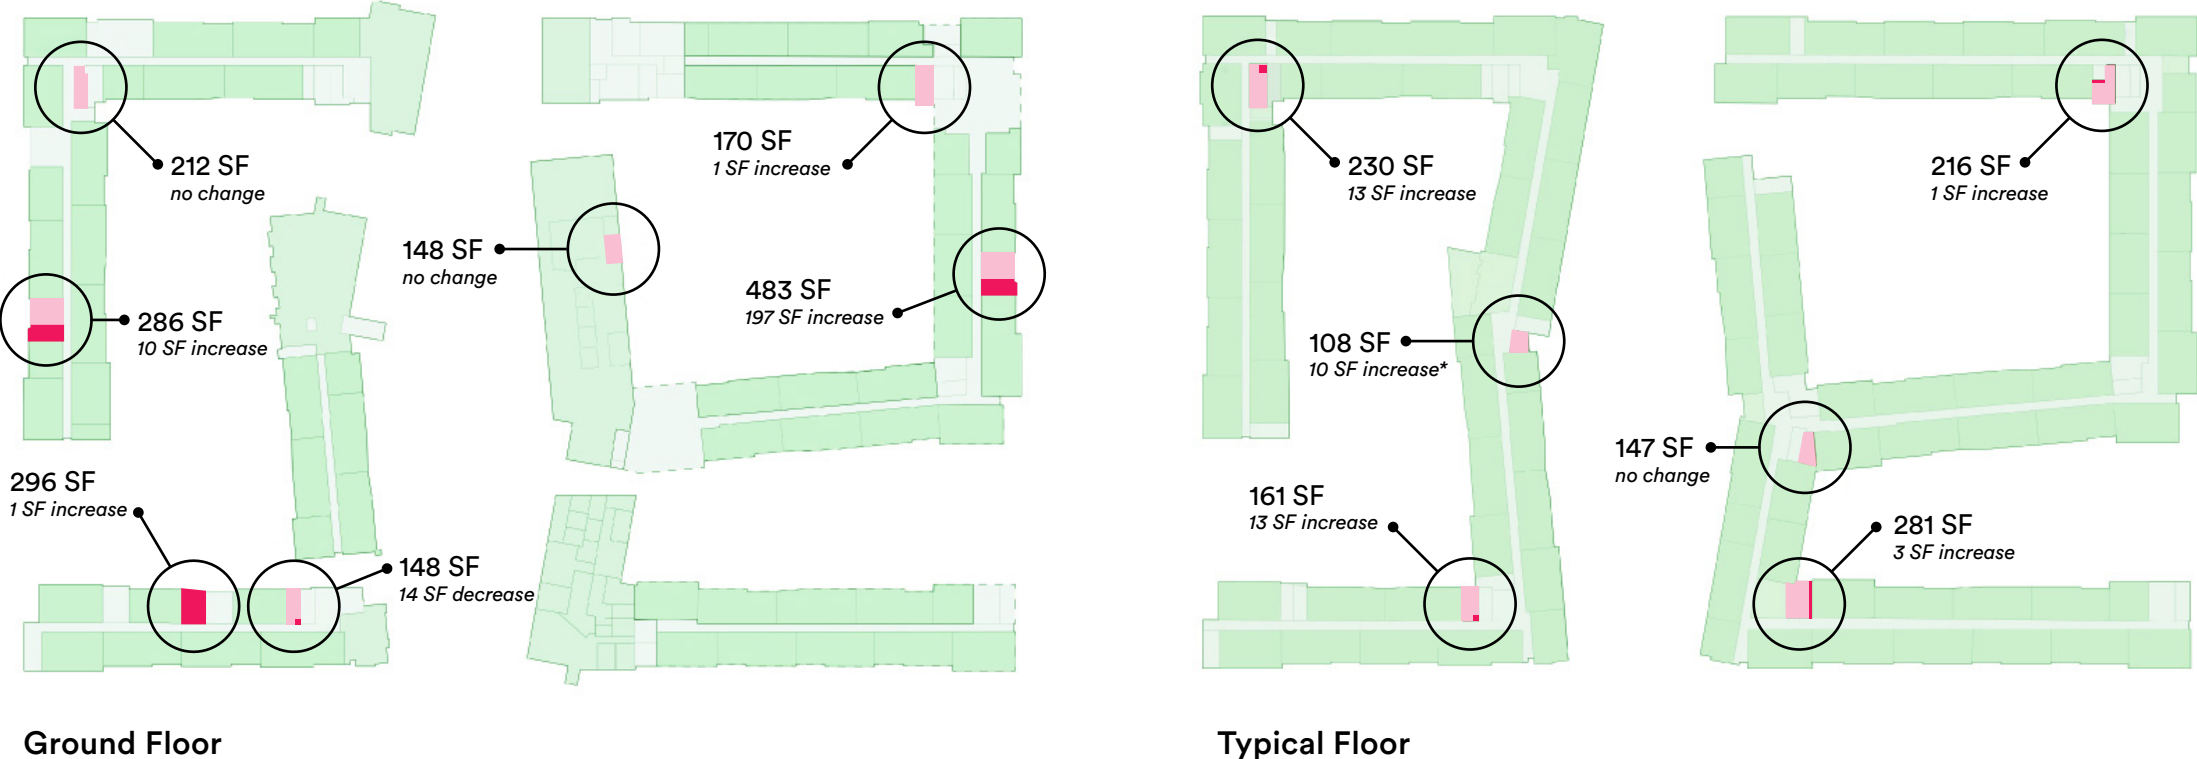 212 SF
no change
286 SF
10 SF increase
296 SF
1 SF increase
148 SF
14 SF decrease
170 SF
1 SF increase
148 SF
no change
483 SF
197 SF increase
Ground Floor
230 SF
13 SF increase
108 SF
10 SF increase*
161 SF
13 SF increase
216 SF
1 SF increase
147 SF
no change
281 SF
3 SF increase
Typical Floor